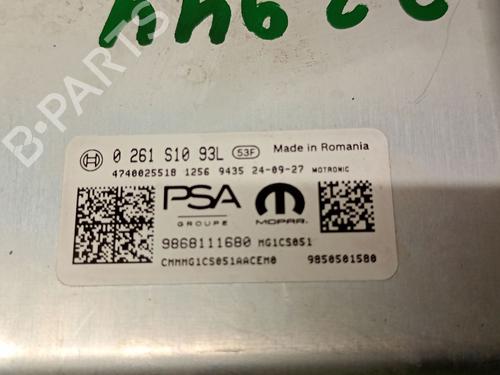 B-PARTS
0 261 S10 93L 53F Made in Romania
4740025518 1256 9435 24-09-27 MOTRONIC
PSA
GROUPE
MOPAR
9868111680 MG1CS051
CMMMG1CS051AACEM0 9850501580